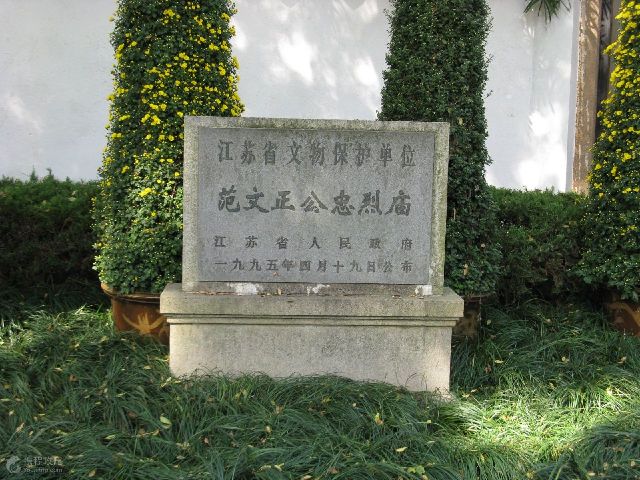 江苏省文物保护单位
范文正公忠烈庙
江苏省人民政府
一九九五年四月十九日公布